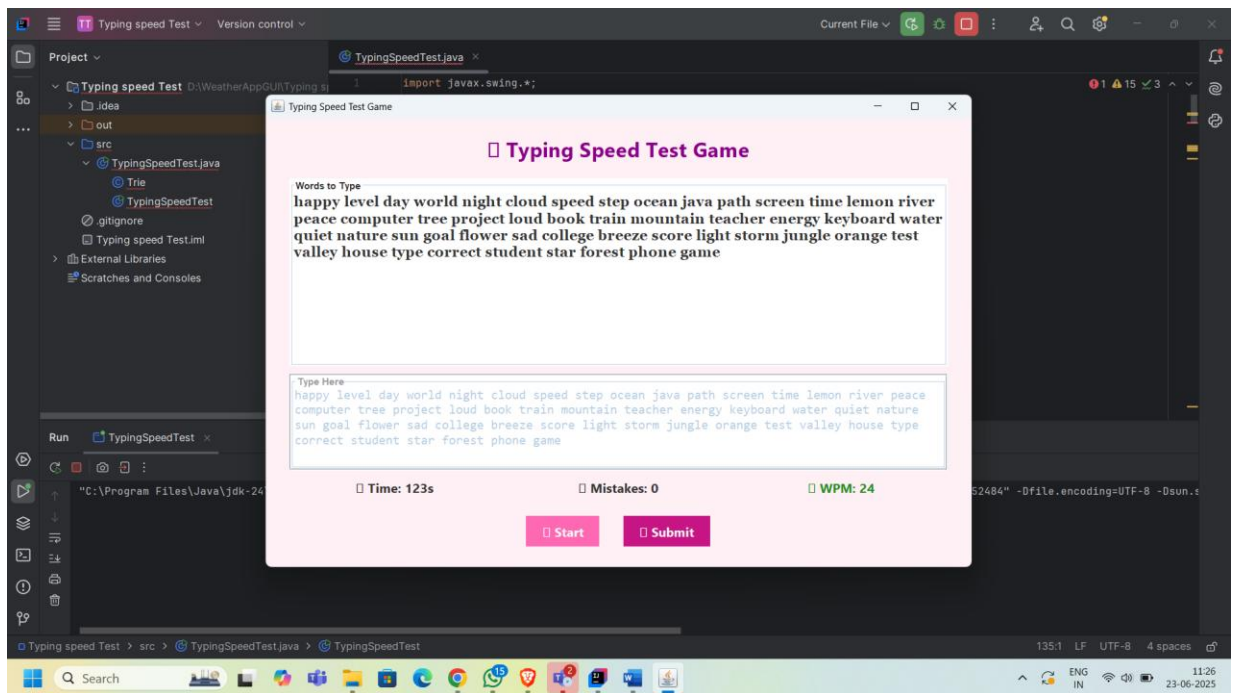 TT Typing speed Test Version control Current File
Project
TypingSpeedTest.java
Typing speed Test D:\WeatherAppGUI\Typing s
1 import javax.swing.*;
1 15 3
.idea
out
src
TypingSpeedTest.java
Trie
TypingSpeedTest
.gitignore
Typing speed Test.iml
External Libraries
Scratches and Consoles
Typing Speed Test Game
Typing Speed Test Game
Words to Type
happy level day world night cloud speed step ocean java path screen time lemon river
peace computer tree project loud book train mountain teacher energy keyboard water
quiet nature sun goal flower sad college breeze score light storm jungle orange test
valley house type correct student star forest phone game
Type Here
happy level day world night cloud speed step ocean java path screen time lemon river peace
computer tree project loud book train mountain teacher energy keyboard water quiet nature
sun goal flower sad college breeze score light storm jungle orange test valley house type
correct student star forest phone game
Time: 123s Mistakes: 0 WPM: 24
Start Submit
Run TypingSpeedTest
"C:\Program Files\Java\jdk-24 52484" -Dfile.encoding=UTF-8 -Dsun.s
Typing speed Test > src > TypingSpeedTest.java > TypingSpeedTest
135:1 LF UTF-8 4 spaces
Search
15
2
ENG
IN
11:26
23-06-2025